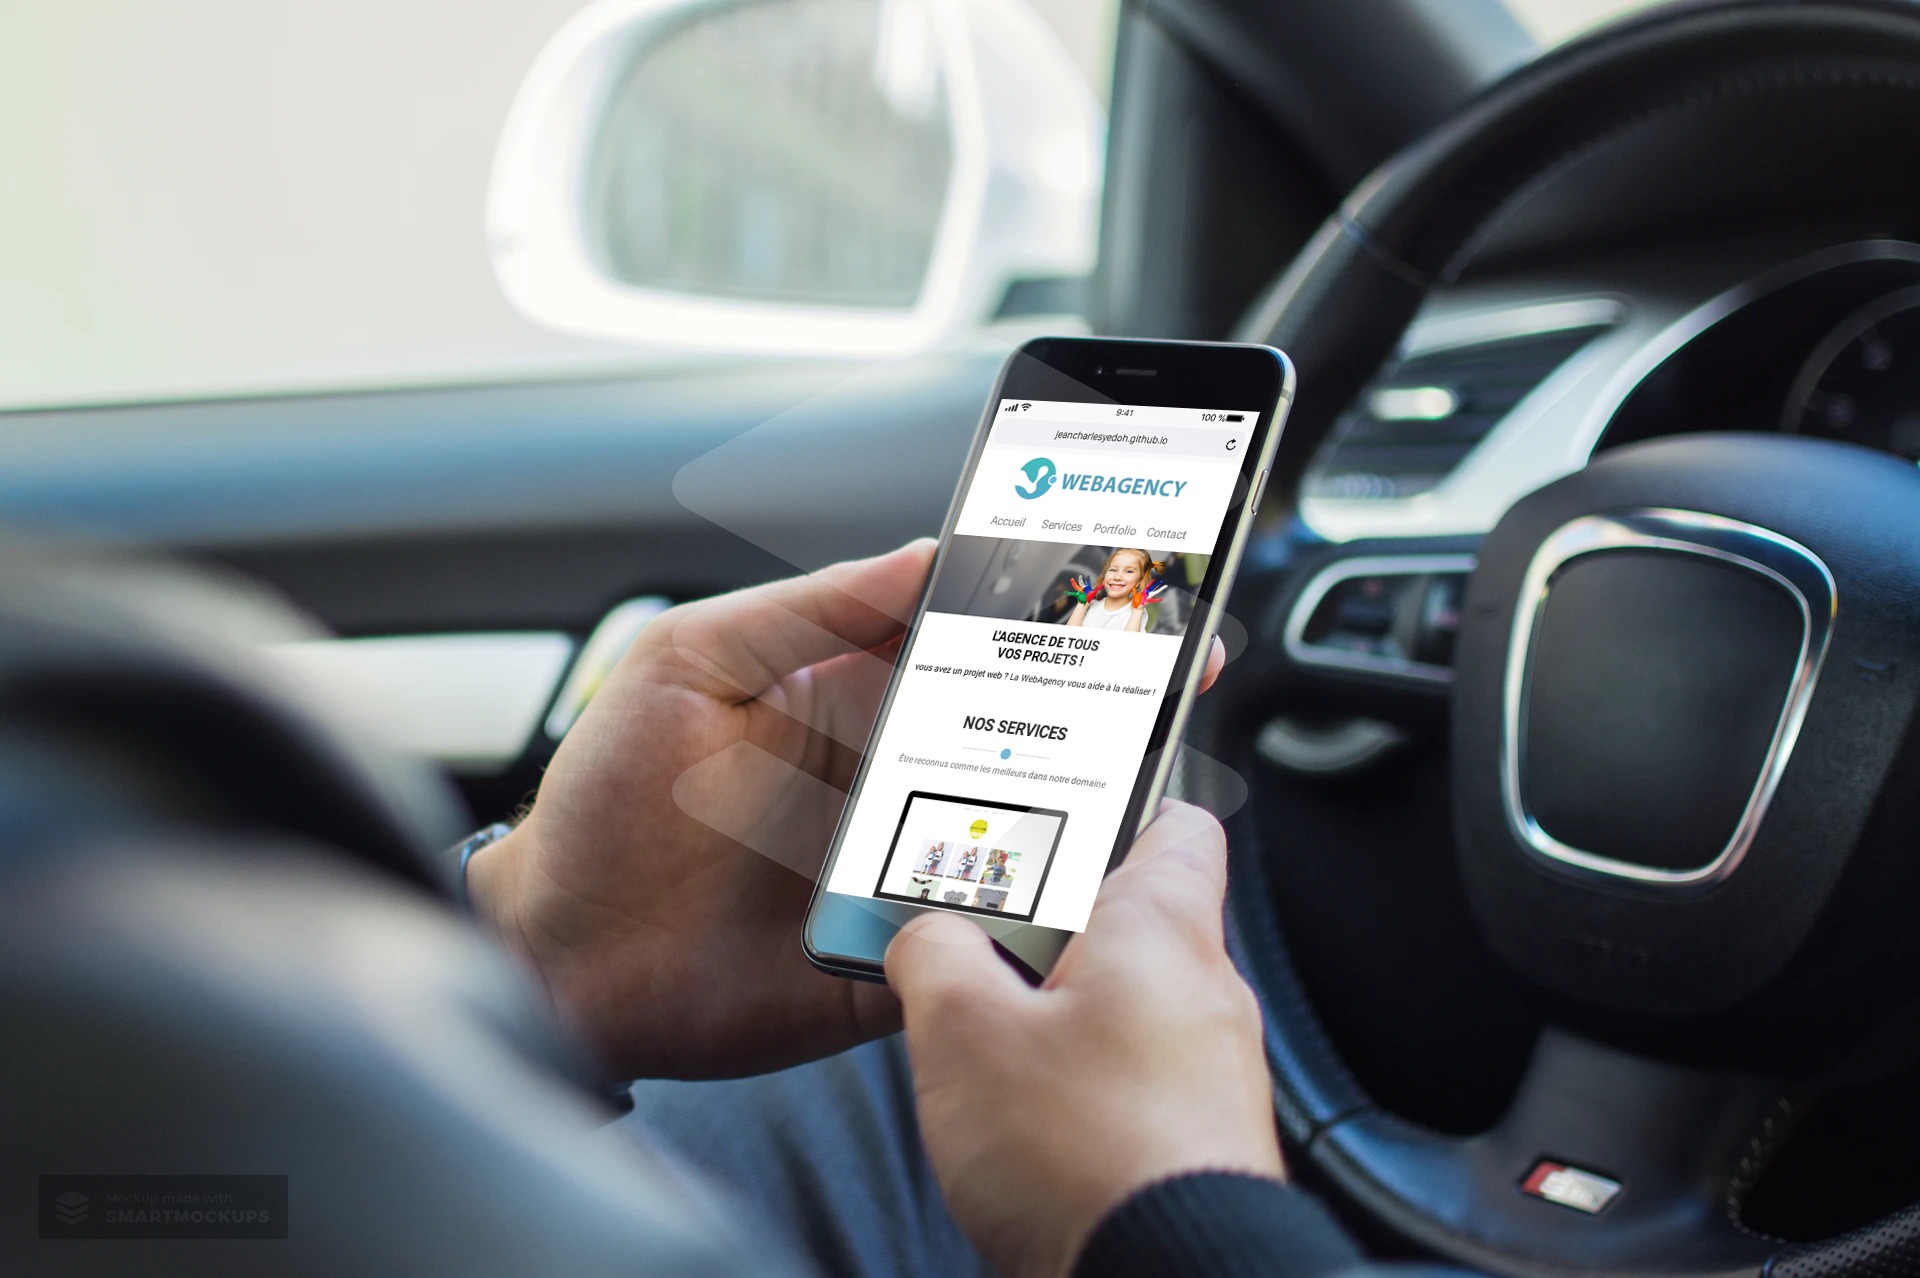 9:41
100 %
jeancharlesyedoh.github.io
WEBAGENCY
Accueil Services Portfolio Contact
L'AGENCE DE TOUS
VOS PROJETS !
vous avez un projet web ? La WebAgency vous aide à la réaliser !
NOS SERVICES
Être reconnus comme les meilleurs dans notre domaine
Mockup made with
SMARTMOCKUPS